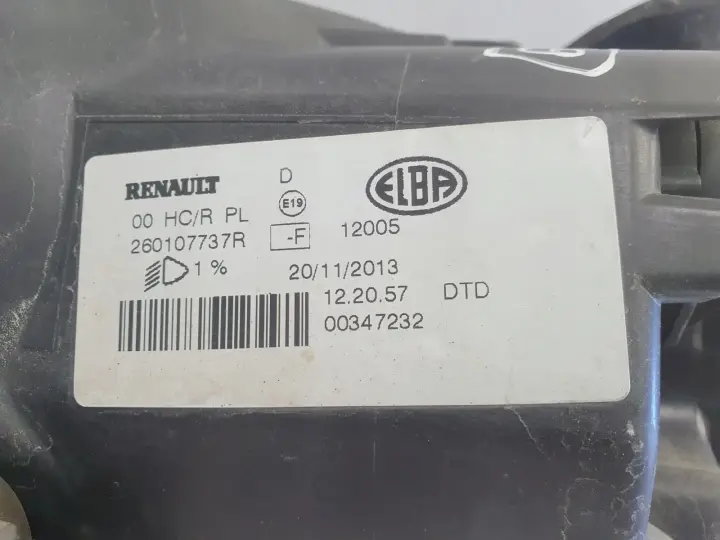 RENAULT D ELBA
00 HC/R PL E19
260107737R -F 12005
1 % 20/11/2013
12.20.57 DTD
00347232